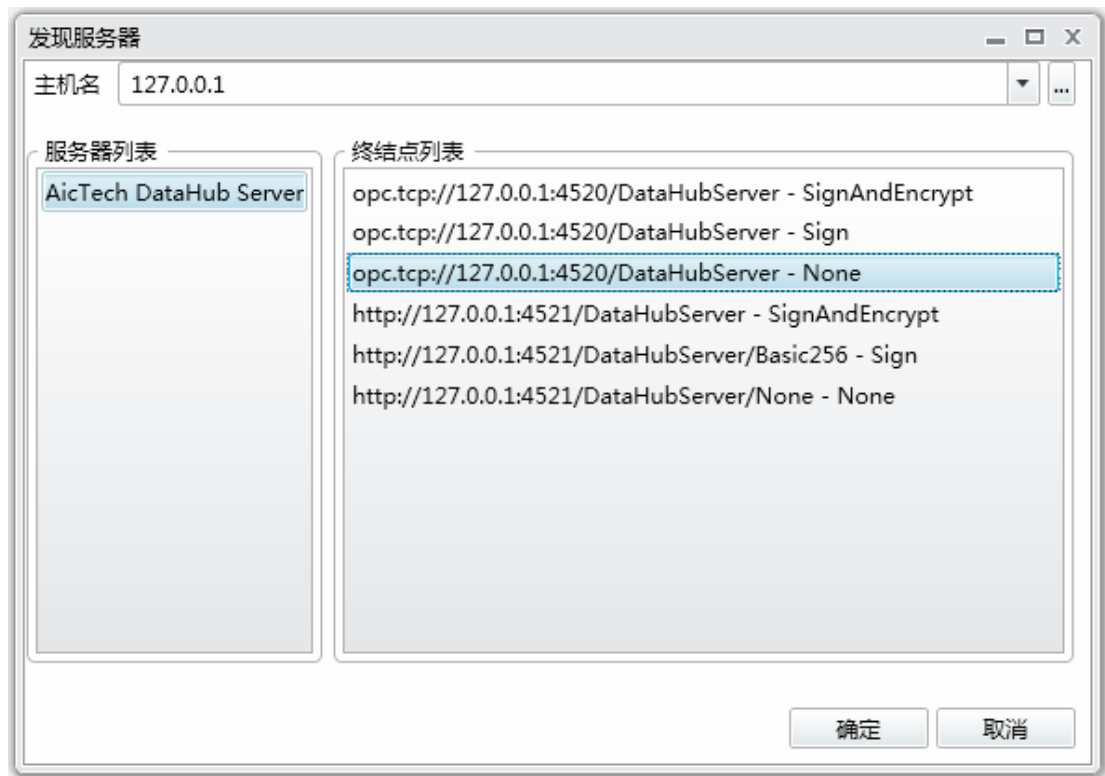 发现服务器
主机名 127.0.0.1 ...
服务器列表
AicTech DataHub Server
终结点列表
opc.tcp://127.0.0.1:4520/DataHubServer - SignAndEncrypt
opc.tcp://127.0.0.1:4520/DataHubServer - Sign
opc.tcp://127.0.0.1:4520/DataHubServer - None
http://127.0.0.1:4521/DataHubServer - SignAndEncrypt
http://127.0.0.1:4521/DataHubServer/Basic256 - Sign
http://127.0.0.1:4521/DataHubServer/None - None
确定 取消